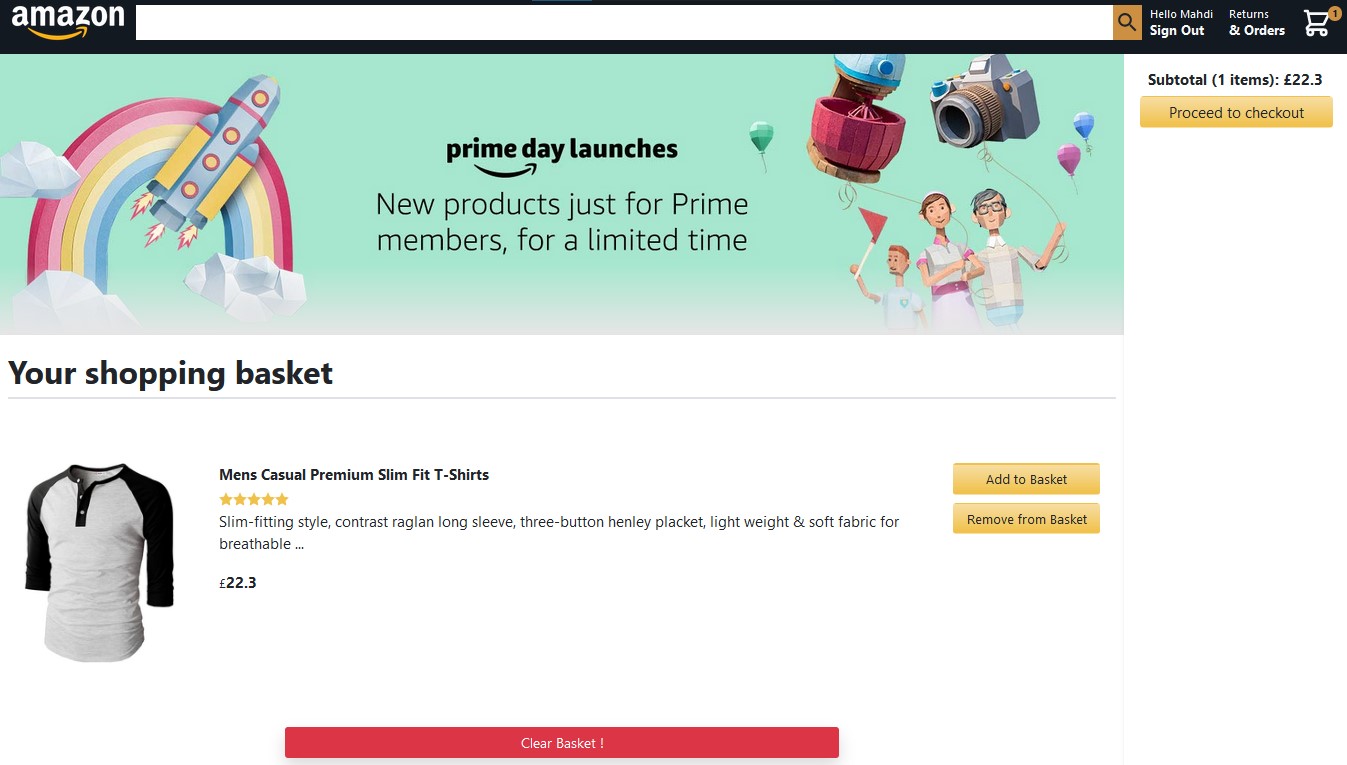 amazon
Hello Mahdi
Sign Out
Returns
& Orders
1
prime day launches
New products just for Prime
members, for a limited time
Subtotal (1 items): £22.3
Proceed to checkout
Your shopping basket
Mens Casual Premium Slim Fit T-Shirts
Slim-fitting style, contrast raglan long sleeve, three-button henley placket, light weight & soft fabric for
breathable ...
£22.3
Add to Basket
Remove from Basket
Clear Basket !